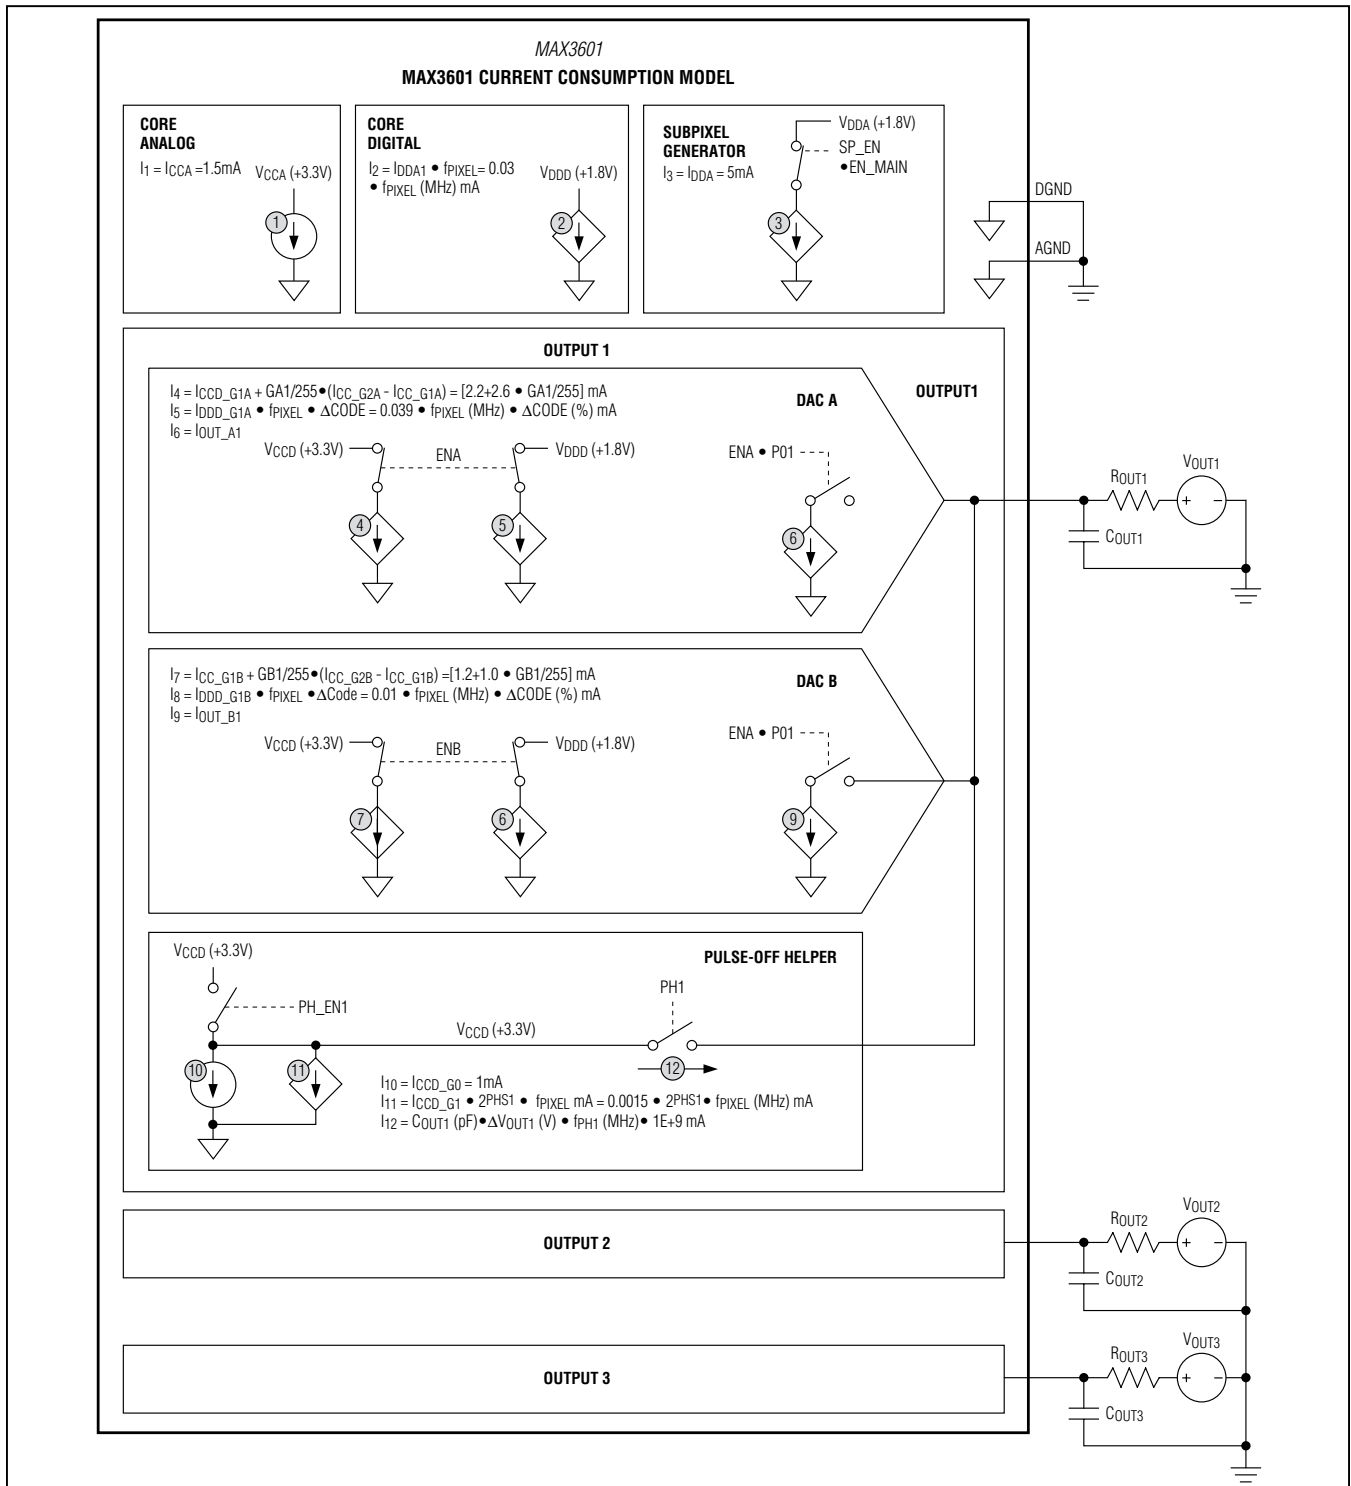 MAX3601
MAX3601 CURRENT CONSUMPTION MODEL
CORE
ANALOG
I1 = ICCA =1.5mA
VCCA (+3.3V)
1
CORE
DIGITAL
I2 = IDDA1 • fPIXEL= 0.03
• fPIXEL (MHz) mA
VDDD (+1.8V)
2
SUBPIXEL
GENERATOR
I3 = IDDA = 5mA
VDDA (+1.8V)
SP_EN
•EN_MAIN
3
DGND
AGND
OUTPUT 1
I4 = ICCD_G1A + GA1/255•(ICC_G2A - ICC_G1A) = [2.2+2.6 • GA1/255] mA
I5 = IDDD_G1A • fPIXEL • ΔCODE = 0.039 • fPIXEL (MHz) • ΔCODE (%) mA
I6 = IOUT_A1
DAC A
OUTPUT1
VCCD (+3.3V)
ENA
VDDD (+1.8V)
ENA • P01
4
5
6
ROUT1
VOUT1
+ -
COUT1
I7 = ICC_G1B + GB1/255•(ICC_G2B - ICC_G1B) =[1.2+1.0 • GB1/255] mA
I8 = IDDD_G1B • fPIXEL •ΔCode = 0.01 • fPIXEL (MHz) • ΔCODE (%) mA
I9 = IOUT_B1
DAC B
VCCD (+3.3V)
ENB
VDDD (+1.8V)
ENA • P01
7
6
9
VCCD (+3.3V)
PULSE-OFF HELPER
PH_EN1
PH1
VCCD (+3.3V)
10
11
12
I10 = ICCD_G0 = 1mA
I11 = ICCD_G1 • 2PHS1 • fPIXEL mA = 0.0015 • 2PHS1• fPIXEL (MHz) mA
I12 = COUT1 (pF)•ΔVOUT1 (V) • fPH1 (MHz)• 1E+9 mA
OUTPUT 2
ROUT2
VOUT2
+ -
COUT2
OUTPUT 3
ROUT3
VOUT3
+ -
COUT3